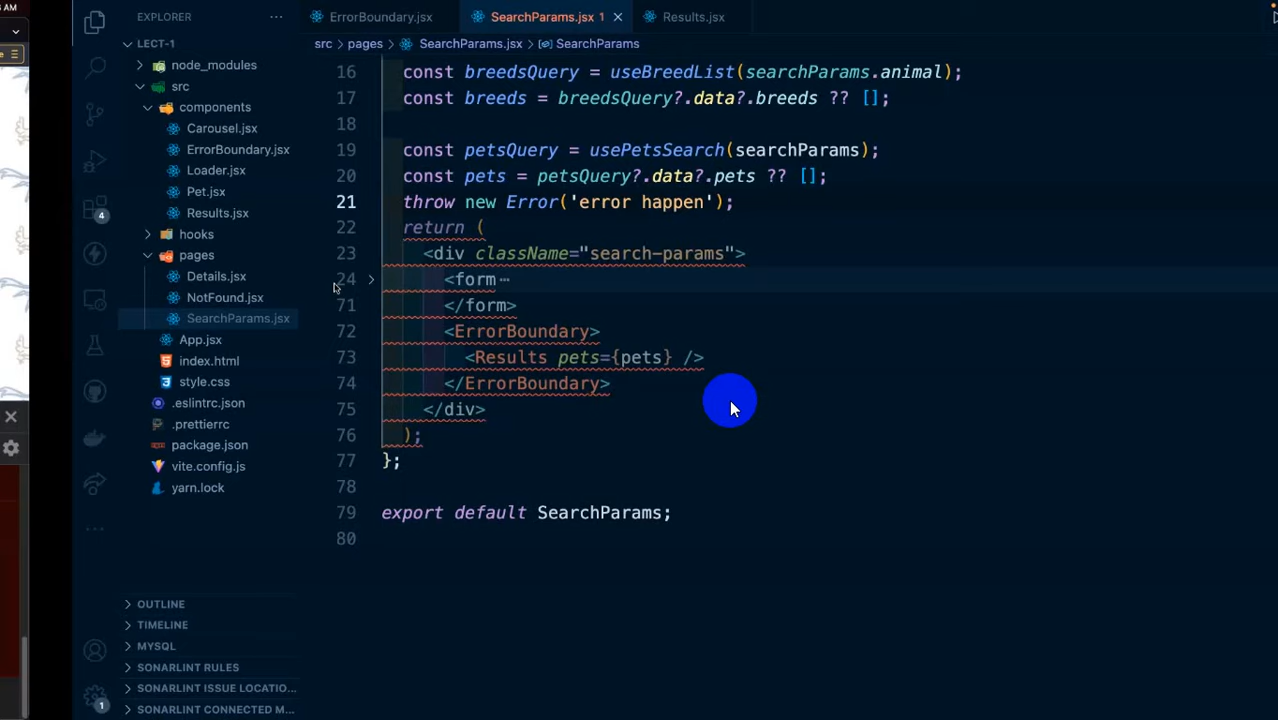 EXPLORER
LECT-1
node_modules
src
components
Carousel.jsx
ErrorBoundary.jsx
Loader.jsx
Pet.jsx
Results.jsx
hooks
pages
Details.jsx
NotFound.jsx
SearchParams.jsx
App.jsx
index.html
style.css
.eslintrc.json
.prettierrc
package.json
vite.config.js
yarn.lock
OUTLINE
TIMELINE
MYSQL
SONARLINT RULES
SONARLINT ISSUE LOCATIO...
SONARLINT CONNECTED M...
4
1
ErrorBoundary.jsx SearchParams.jsx 1 Results.jsx
src > pages > SearchParams.jsx > SearchParams
16 const breedsQuery = useBreedList(searchParams.animal);
17 const breeds = breedsQuery?.data?.breeds ?? [];
18
19 const petsQuery = usePetsSearch(searchParams);
20 const pets = petsQuery?.data?.pets ?? [];
21 throw new Error('error happen');
22 return (
23 <div className="search-params">
24 <form ⋯
71 </form>
72 <ErrorBoundary>
73 <Results pets={pets} />
74 </ErrorBoundary>
75 </div>
76 );
77 };
78
79 export default SearchParams;
80